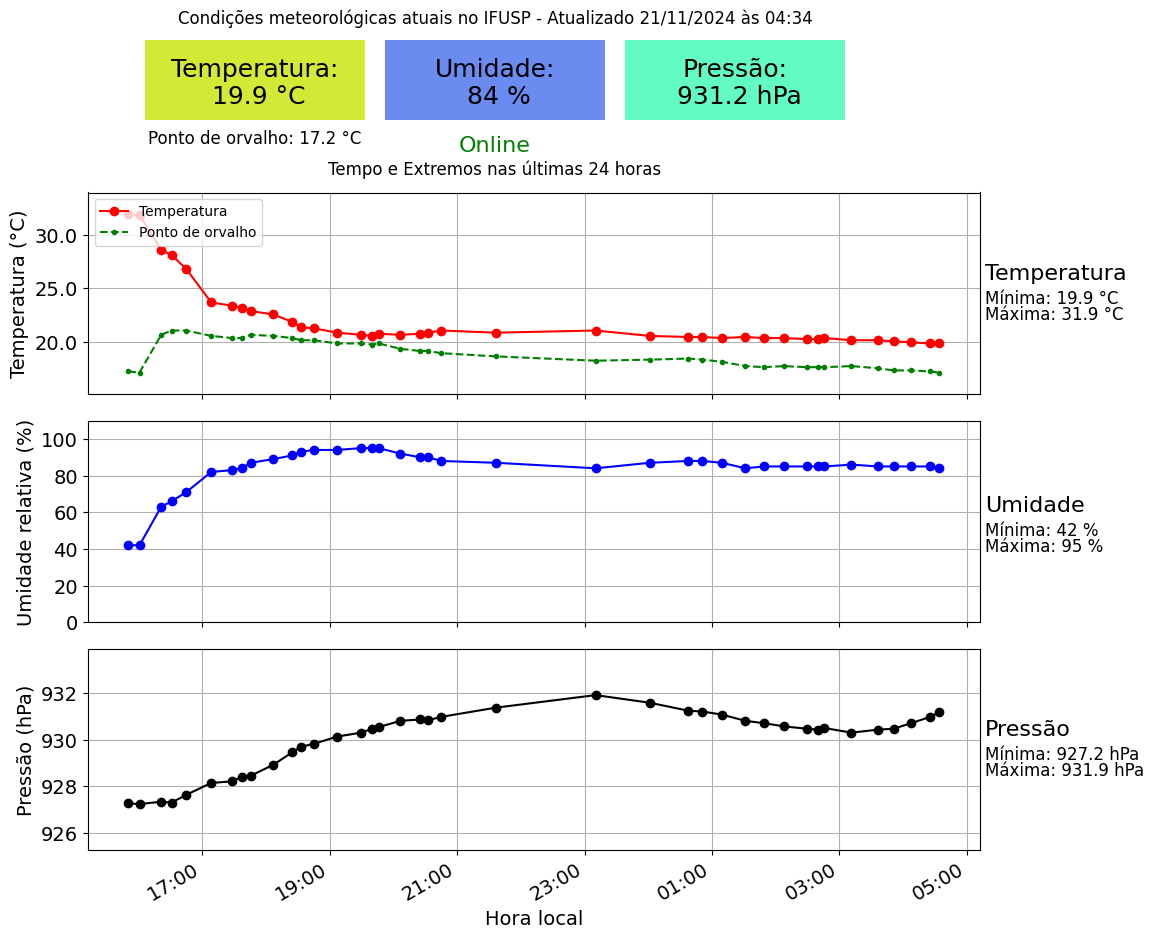 Condições meteorológicas atuais no IFUSP - Atualizado 21/11/2024 às 04:34
Temperatura:
19.9 °C
Umidade:
84 %
Pressão:
931.2 hPa
Ponto de orvalho: 17.2 °C
Online
Tempo e Extremos nas últimas 24 horas
Temperatura (°C)
30.0
25.0
20.0
Temperatura
Ponto de orvalho
Temperatura
Mínima: 19.9 °C
Máxima: 31.9 °C
Umidade relativa (%)
100
80
60
40
20
0
Umidade
Mínima: 42 %
Máxima: 95 %
Pressão (hPa)
932
930
928
926
Pressão
Mínima: 927.2 hPa
Máxima: 931.9 hPa
17:00
19:00
21:00
23:00
01:00
03:00
05:00
Hora local